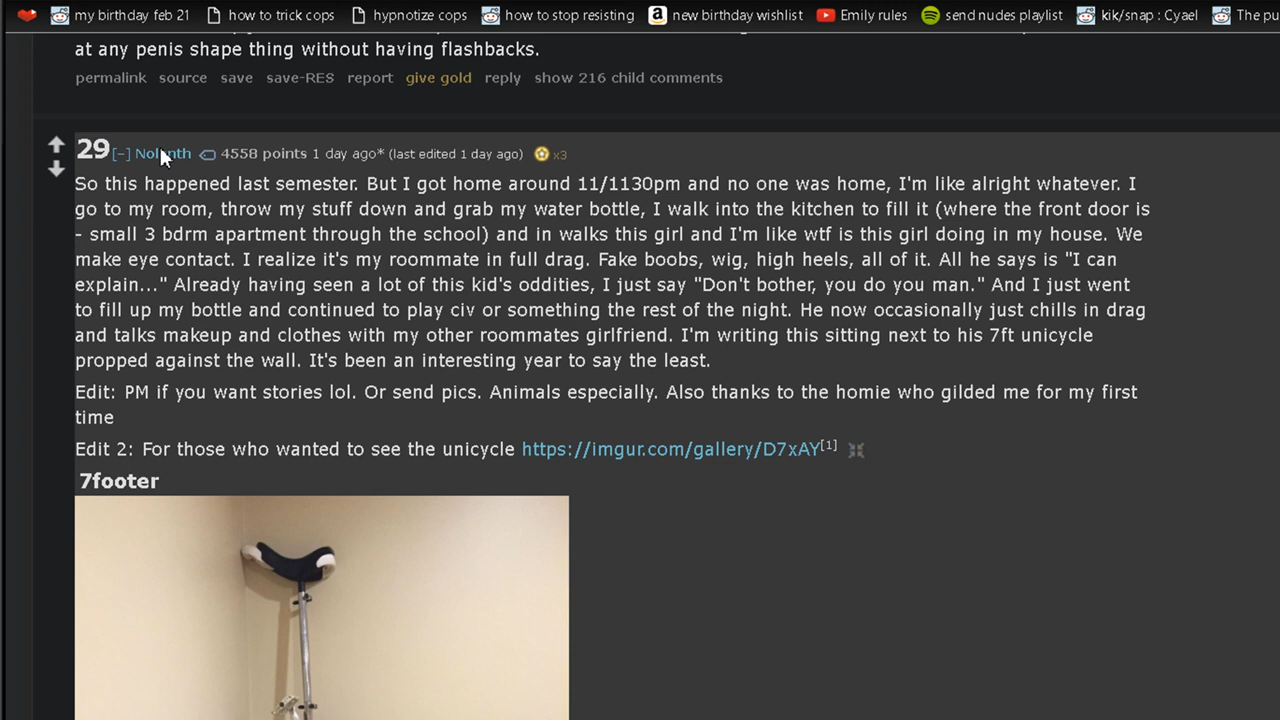 my birthday feb 21 how to trick cops hypnotize cops how to stop resisting new birthday wishlist Emily rules send nudes playlist kik/snap : Cyael The pu
at any penis shape thing without having flashbacks.
permalink source save save-RES report give gold reply show 216 child comments
29 [-] 4558 points 1 day ago* (last edited 1 day ago) x3
So this happened last semester. But I got home around 11/1130pm and no one was home, I'm like alright whatever. I
go to my room, throw my stuff down and grab my water bottle, I walk into the kitchen to fill it (where the front door is
- small 3 bdrm apartment through the school) and in walks this girl and I'm like wtf is this girl doing in my house. We
make eye contact. I realize it's my roommate in full drag. Fake boobs, wig, high heels, all of it. All he says is "I can
explain..." Already having seen a lot of this kid's oddities, I just say "Don't bother, you do you man." And I just went
to fill up my bottle and continued to play civ or something the rest of the night. He now occasionally just chills in drag
and talks makeup and clothes with my other roommates girlfriend. I'm writing this sitting next to his 7ft unicycle
propped against the wall. It's been an interesting year to say the least.
Edit: PM if you want stories lol. Or send pics. Animals especially. Also thanks to the homie who gilded me for my first
time
Edit 2: For those who wanted to see the unicycle https://imgur.com/gallery/D7xAY[1]
7footer